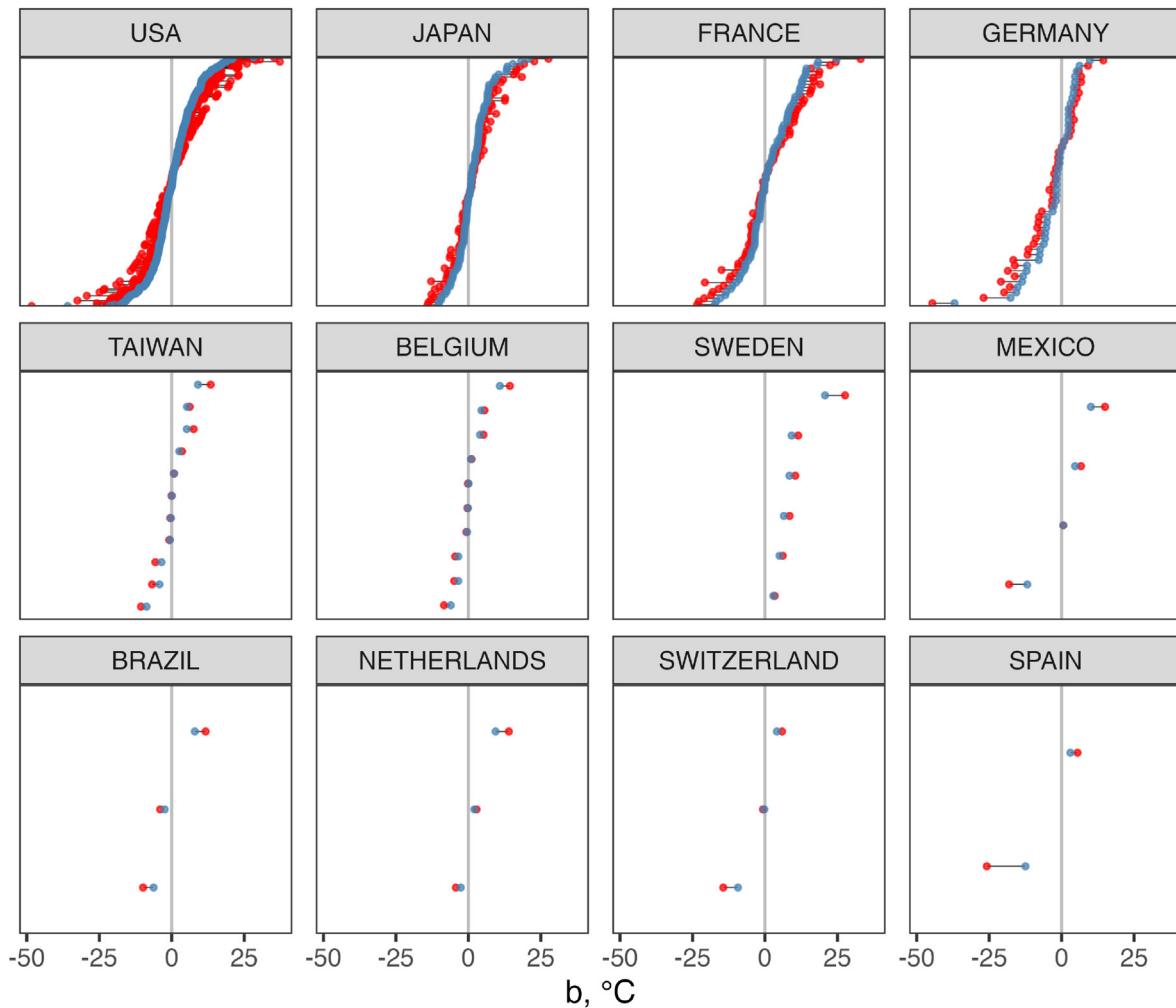 USA JAPAN FRANCE GERMANY
TAIWAN BELGIUM SWEDEN MEXICO
BRAZIL NETHERLANDS SWITZERLAND SPAIN
-50 -25 0 25 -50 -25 0 25 -50 -25 0 25 -50 -25 0 25
b, °C